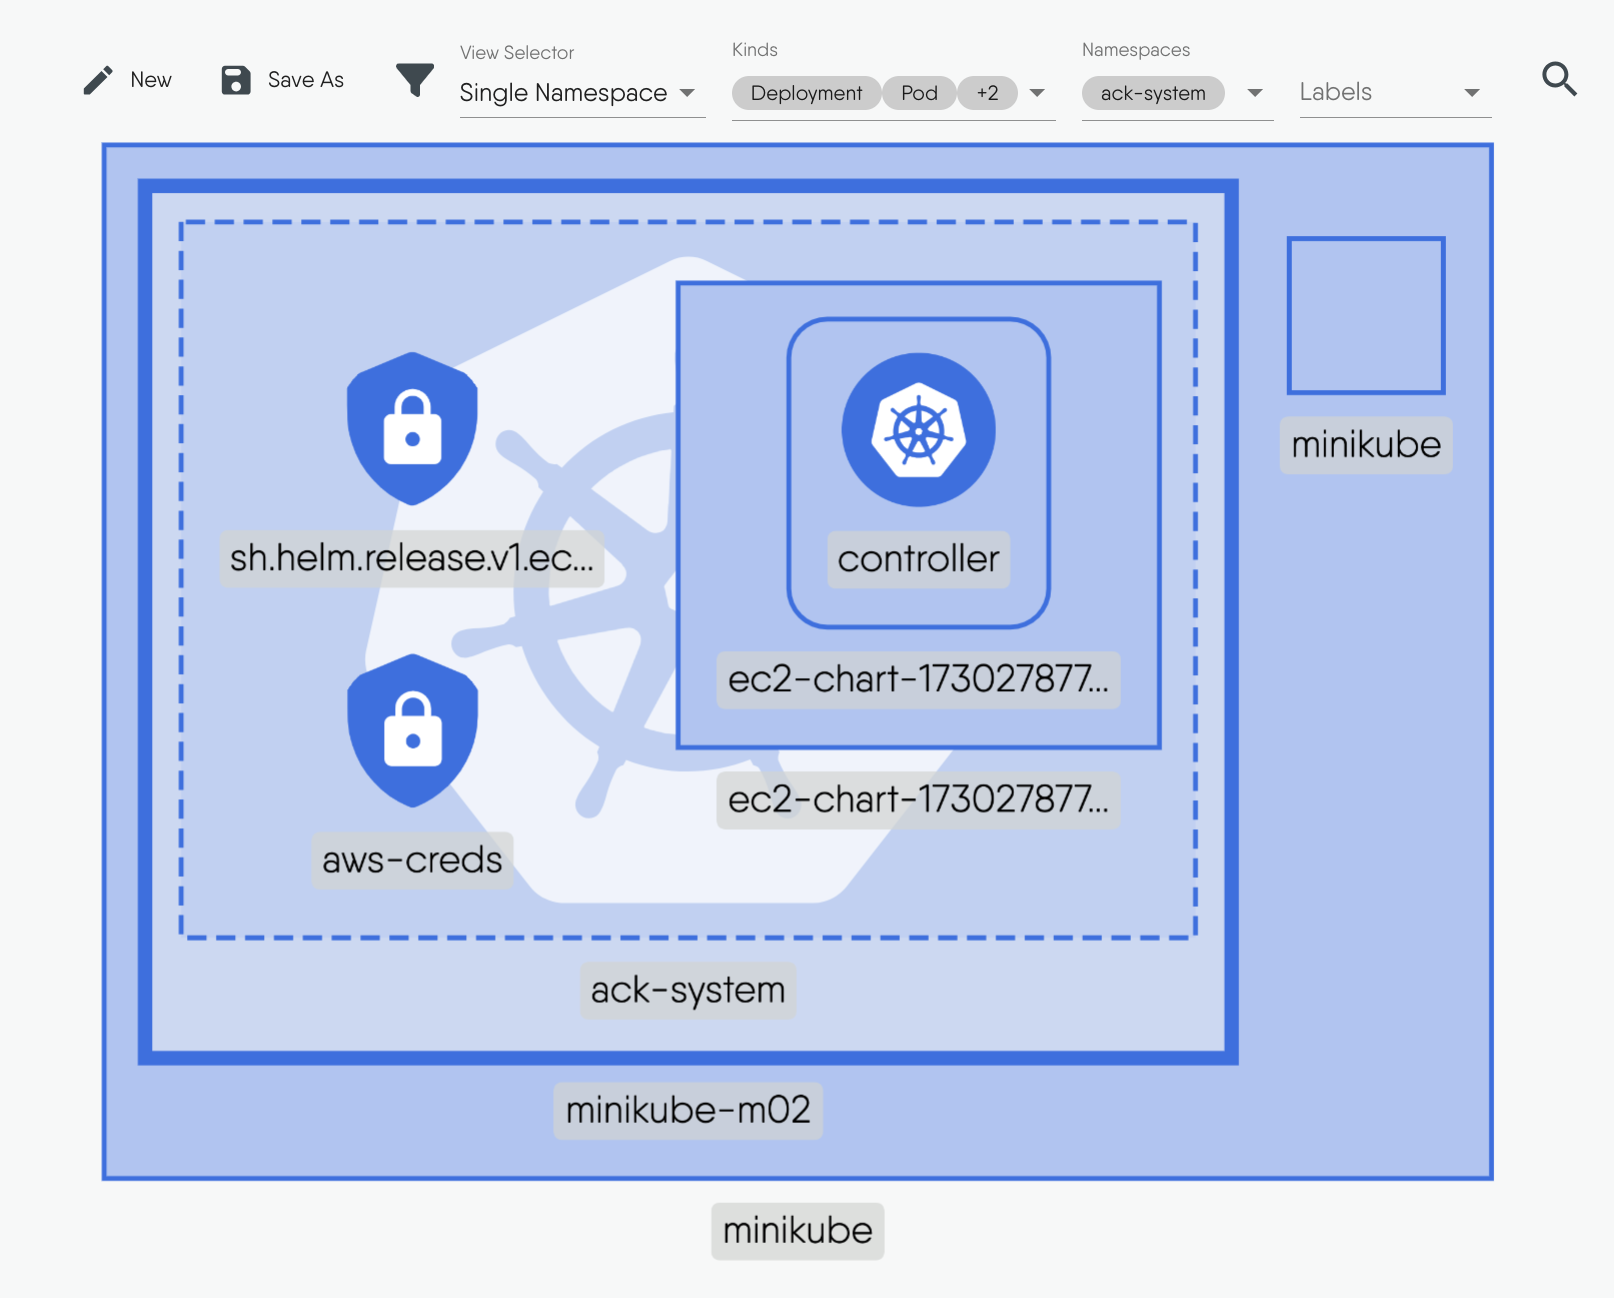 New
Save As
View Selector
Single Namespace
Kinds
Deployment Pod +2
Namespaces
ack-system
Labels
sh.helm.release.v1.ec...
aws-creds
controller
ec2-chart-173027877...
ec2-chart-173027877...
ack-system
minikube-m02
minikube
minikube